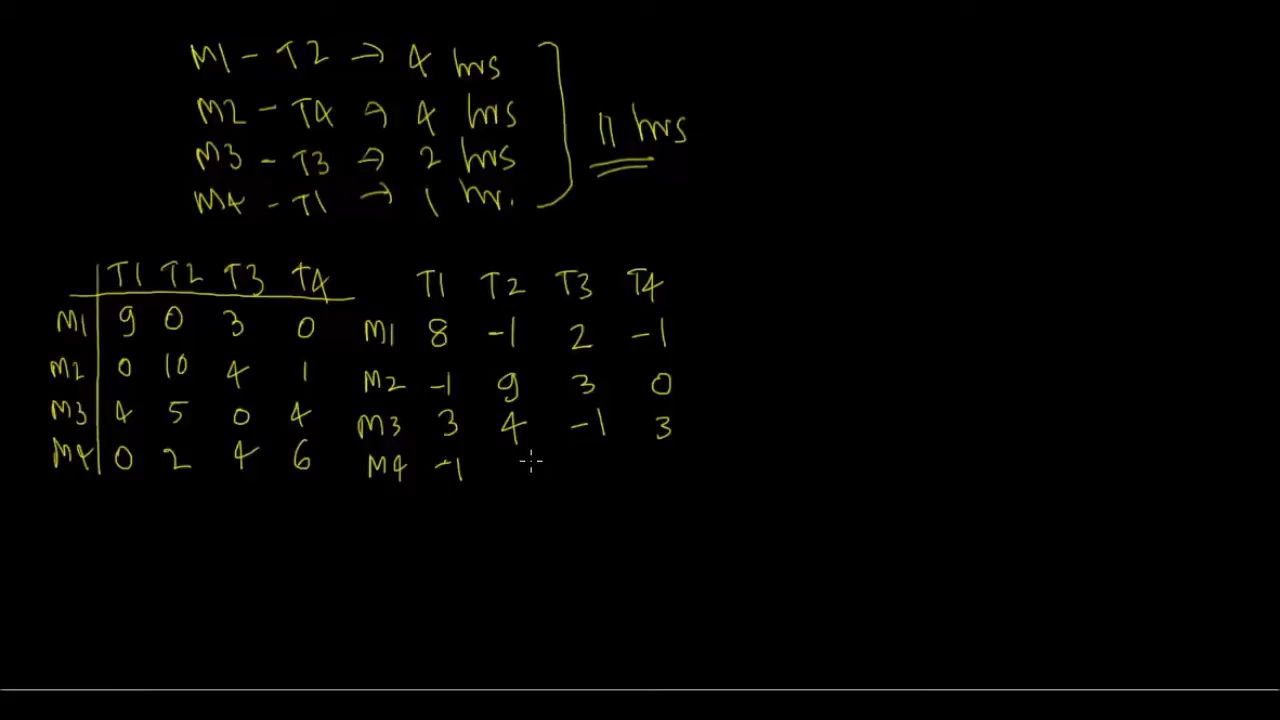 M1 - T2 → 4 hrs
M2 - T4 → 4 hrs
M3 - T3 → 2 hrs
M4 - T1 → 1 hr.
11 hrs
T1 T2 T3 T4
M1 9 0 3 0
M2 0 10 4 1
M3 4 5 0 4
M4 0 2 4 6
T1 T2 T3 T4
M1 8 -1 2 -1
M2 -1 9 3 0
M3 3 4 -1 3
M4 -1